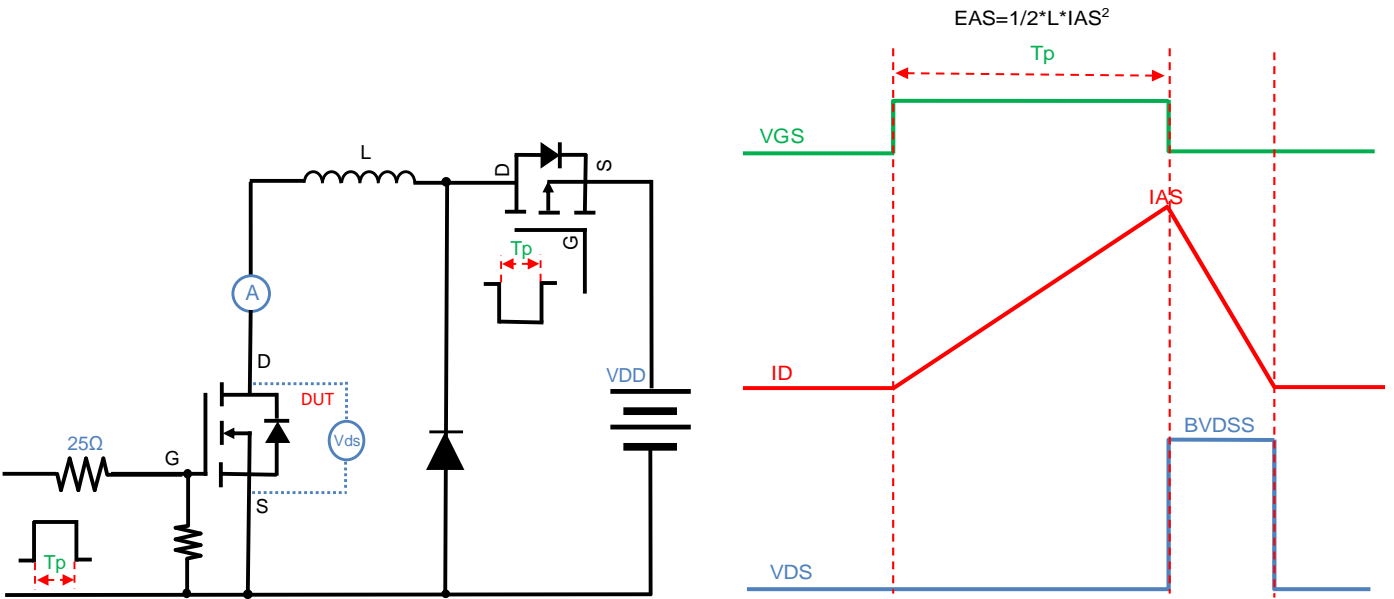 EAS=1/2*L*IAS²
Tp
VGS
L
D
S
G
Tp
IAS
A
D
VDD
ID
DUT
BVDSS
25Ω
G
Vds
S
Tp
VDS